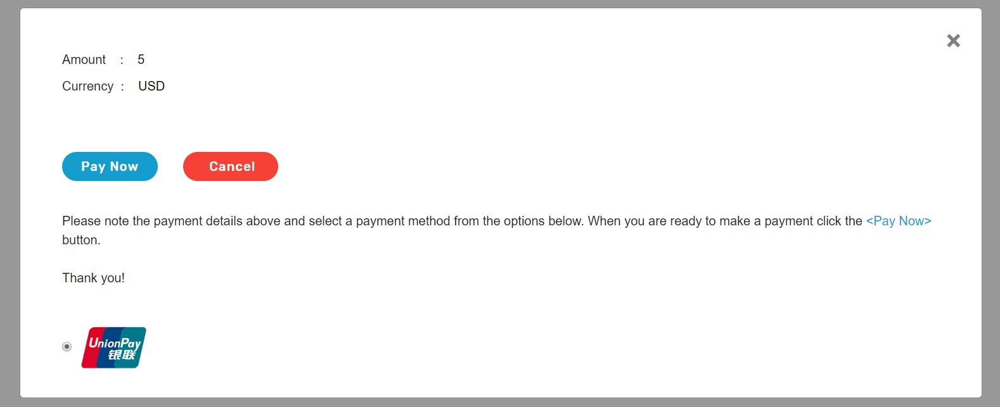 Amount : 5
Currency : USD
Pay Now Cancel
Please note the payment details above and select a payment method from the options below. When you are ready to make a payment click the <Pay Now>
button.
Thank you!
UnionPay
银联